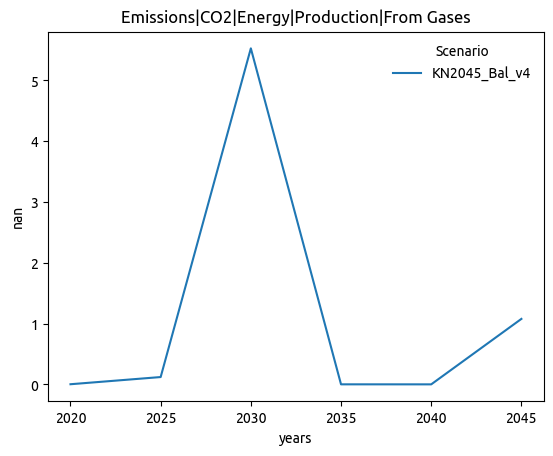 Emissions|CO2|Energy|Production|From Gases
Scenario
KN2045_Bal_v4
5
4
3
2
1
0
nan
2020 2025 2030 2035 2040 2045
years